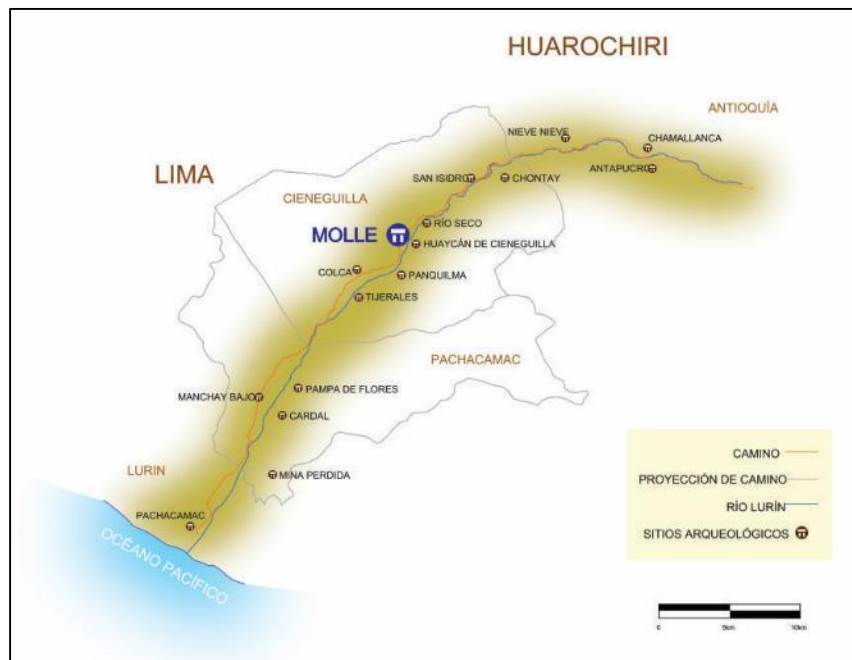 HUAROCHIRI
ANTIOQUÍA
NIEVE NIEVE
CHAMALLANCA
LIMA
ANTAPUCRO
SAN ISIDRO
CHONTAY
CIENEGUILLA
RÍO SECO
MOLLE
HUAYCÁN DE CIENEGUILLA
COLCA
PANQUILMA
TIJERALES
PACHACAMAC
PAMPA DE FLORES
MANCHAY BAJO
CARDAL
LURIN
MINA PERDIDA
PACHACAMAC
OCÉANO PACÍFICO
CAMINO
PROYECCIÓN DE CAMINO
RÍO LURÍN
SITIOS ARQUEOLÓGICOS
0 5km 10km